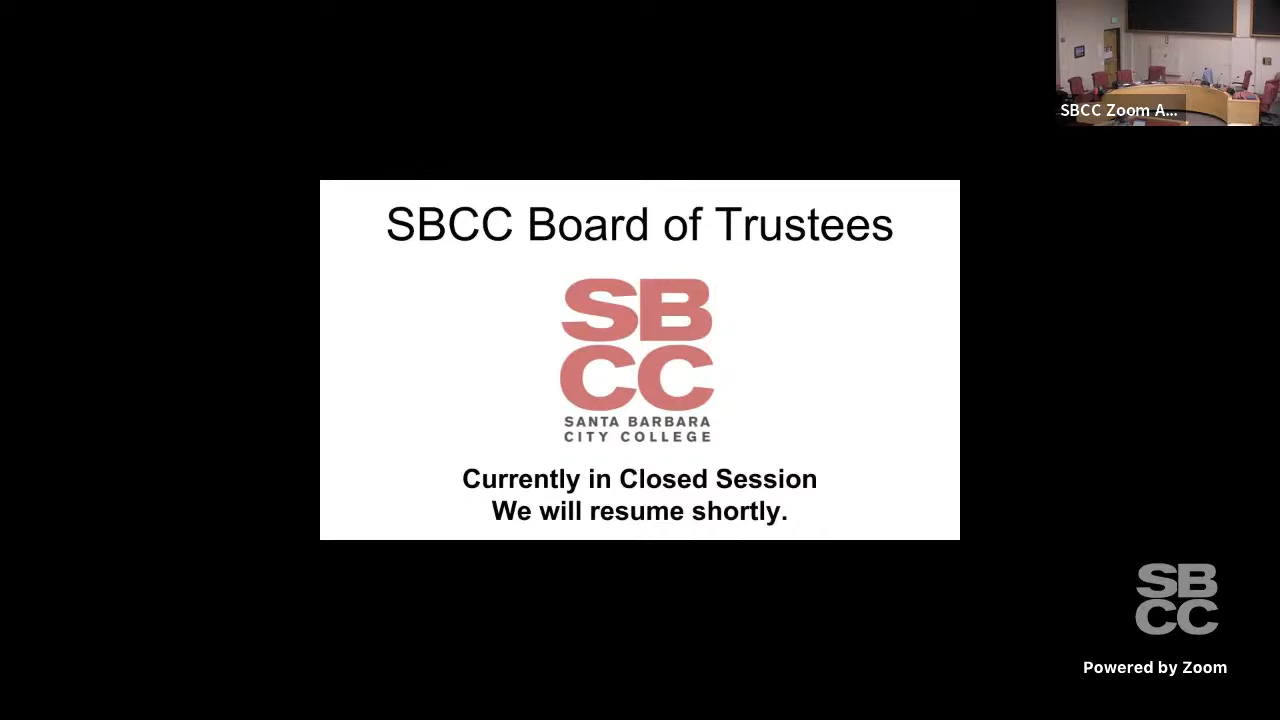 SBCC Zoom A...
SBCC Board of Trustees
SB
CC
SANTA BARBARA
CITY COLLEGE
Currently in Closed Session
We will resume shortly.
SB
CC
Powered by Zoom